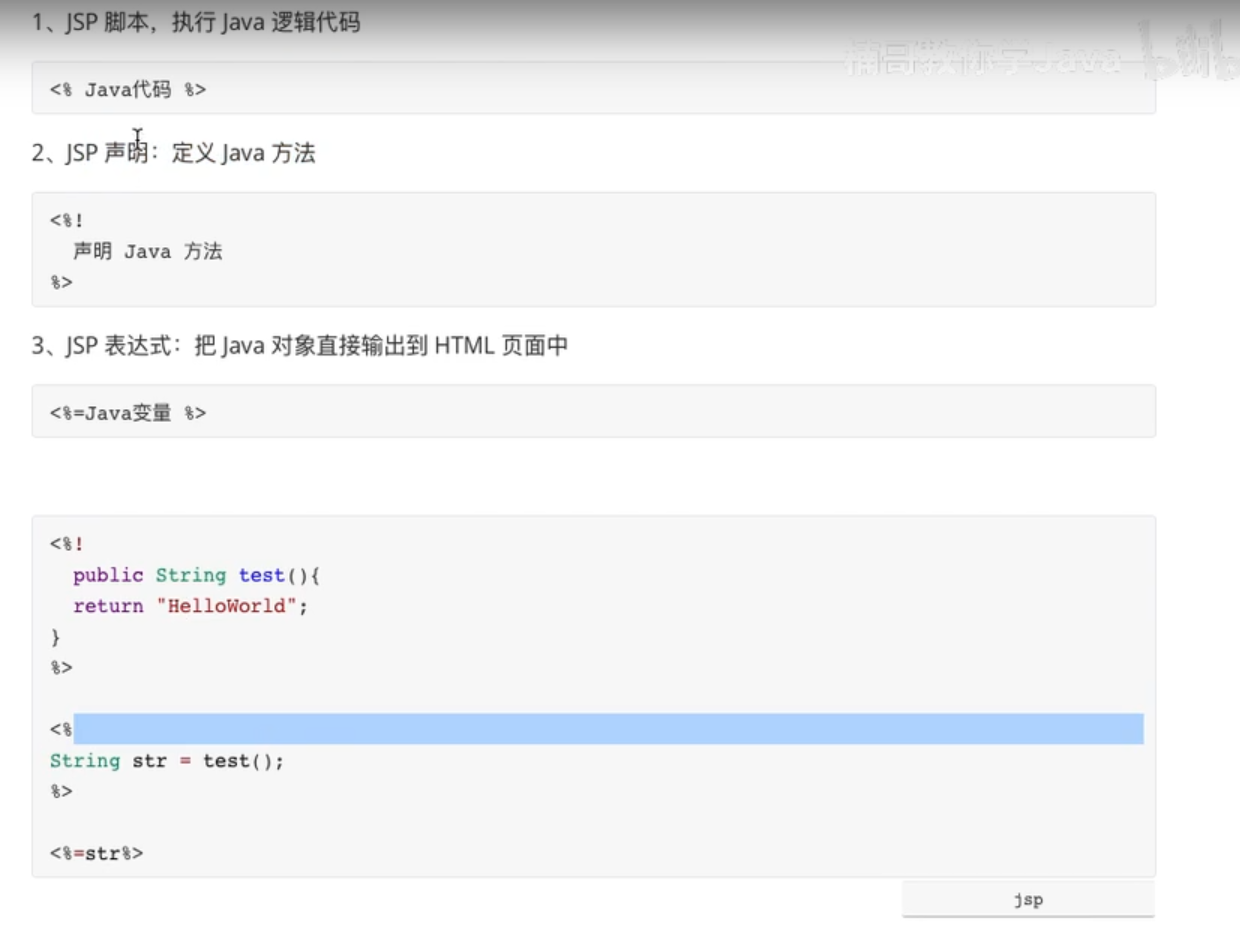 1、JSP 脚本，执行 Java 逻辑代码
楠哥教你学Java
<% Java代码 %>
2、JSP 声明：定义 Java 方法
<%!
声明 Java 方法
%>
3、JSP 表达式：把 Java 对象直接输出到 HTML 页面中
<%=Java变量 %>
<%!
public String test(){
return "HelloWorld";
}
%>
<%
String str = test();
%>
<%=str%>
jsp